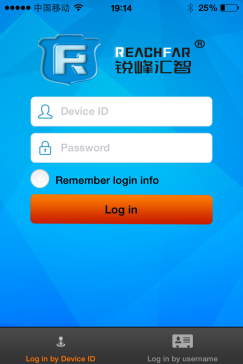 中国移动 19:14 25%
REACHFAR®
锐峰汇智
Device ID
Password
Remember login info
Log in
Log in by Device ID
Log in by username